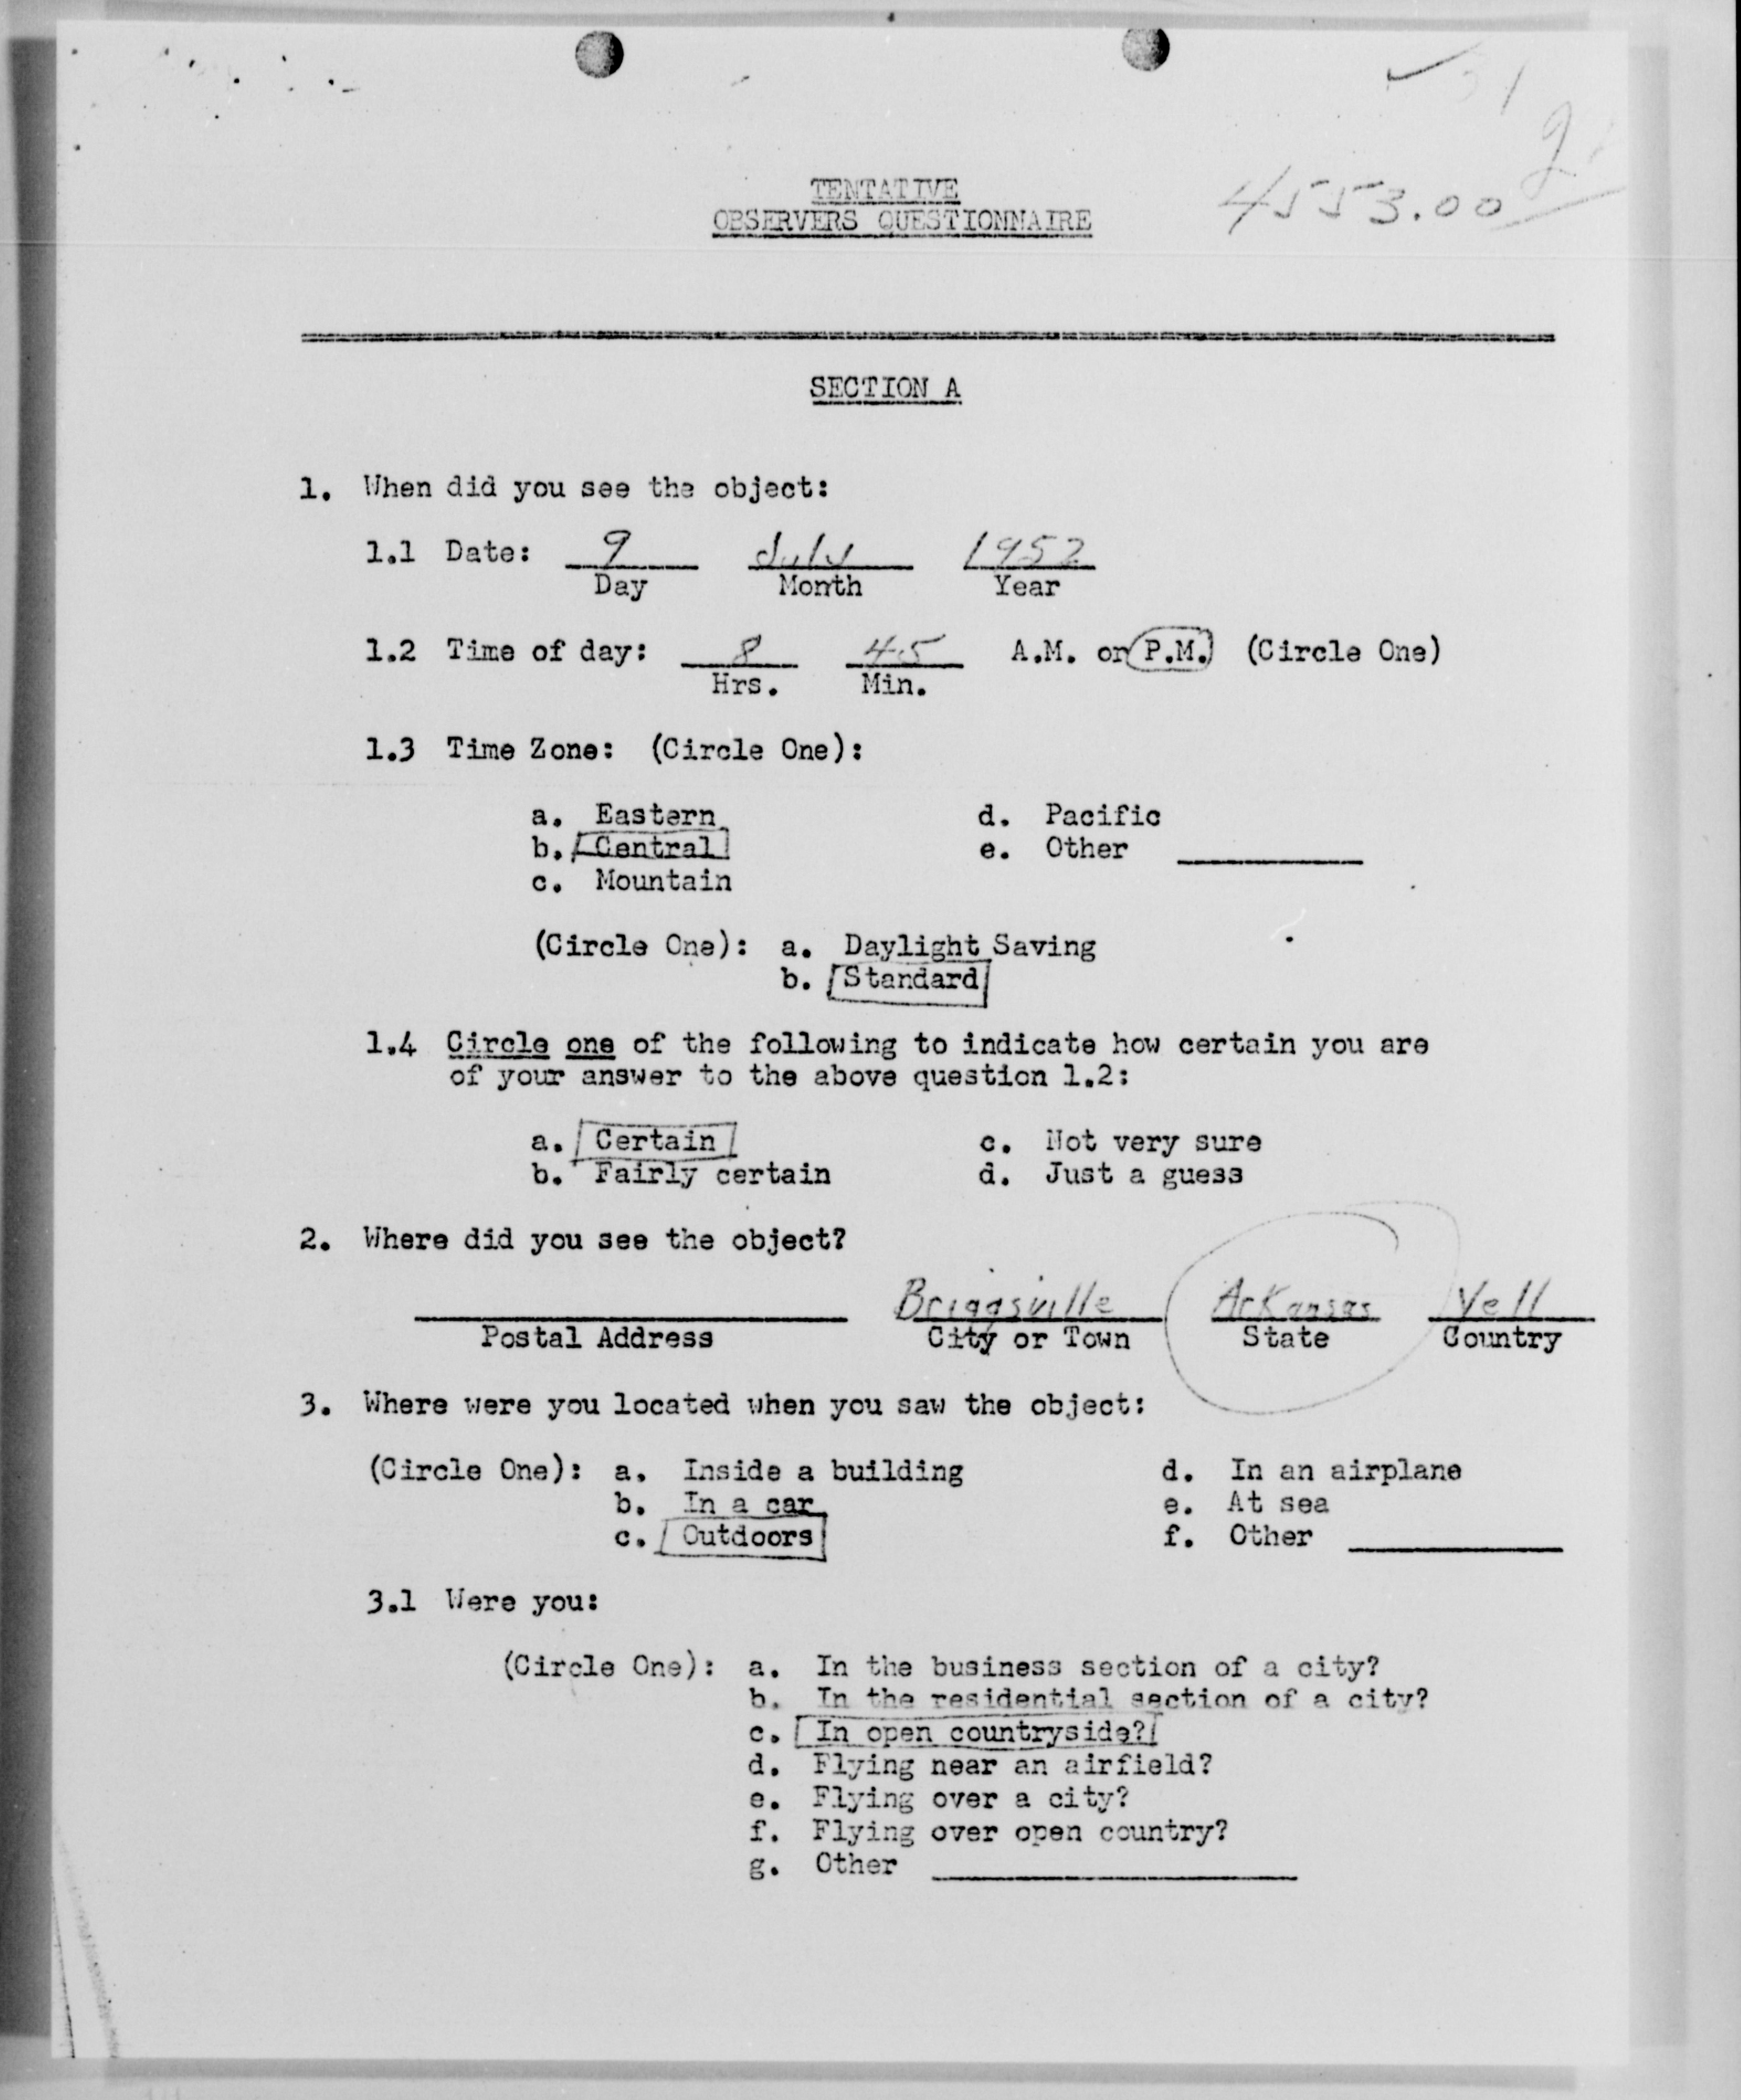 4553.00
TENTATIVE
OBSERVERS QUESTIONNAIRE
SECTION A
1. When did you see the object:
1.1 Date: 9 July 1952
Day Month Year
1.2 Time of day: 8 45 A.M. or P.M. (Circle One)
Hrs. Min.
1.3 Time Zone: (Circle One):
a. Eastern d. Pacific
b. Central e. Other
c. Mountain
(Circle One): a. Daylight Saving
b. Standard
1.4 Circle one of the following to indicate how certain you are
of your answer to the above question 1.2:
a. Certain c. Not very sure
b. Fairly certain d. Just a guess
2. Where did you see the object?
Briggsville Arkansas Yell
Postal Address City or Town State Country
3. Where were you located when you saw the object:
(Circle One): a. Inside a building d. In an airplane
b. In a car e. At sea
c. Outdoors f. Other
3.1 Were you:
(Circle One): a. In the business section of a city?
b. In the residential section of a city?
c. In open countryside?
d. Flying near an airfield?
e. Flying over a city?
f. Flying over open country?
g. Other